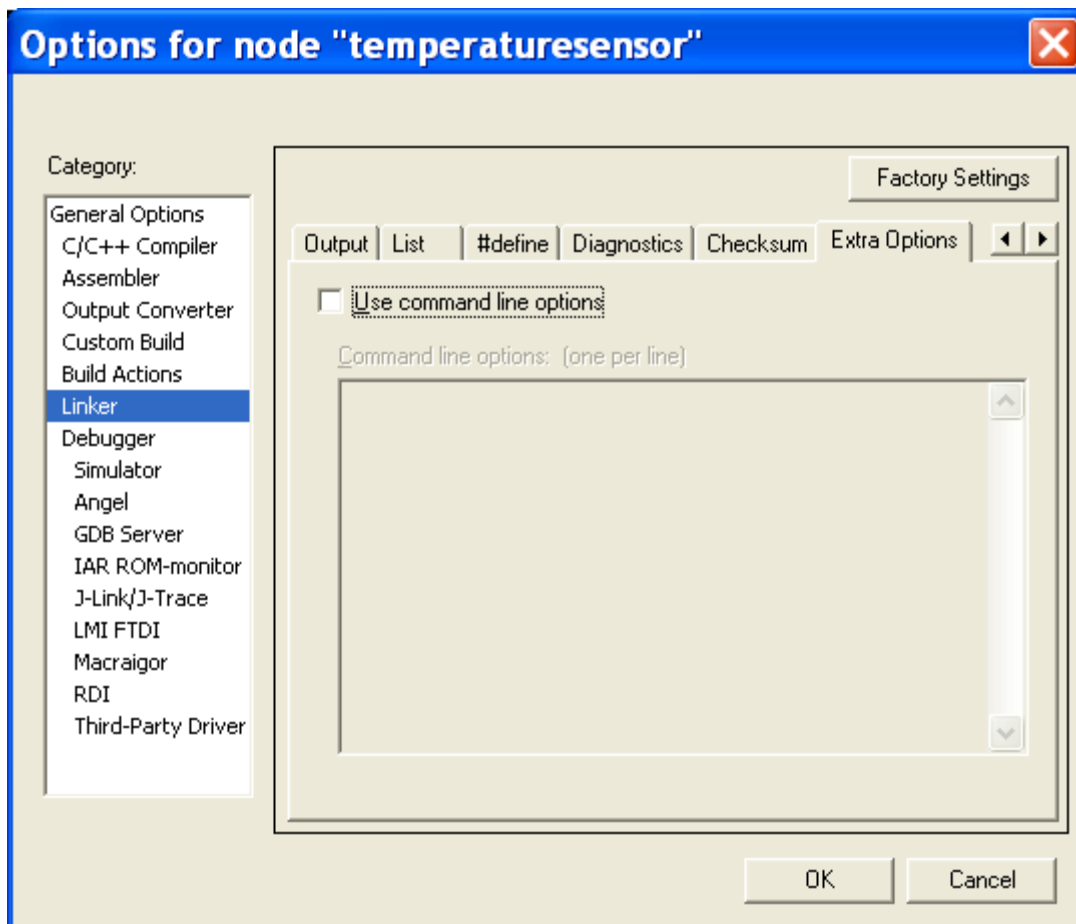 Options for node "temperaturesensor"
Category:
General Options
C/C++ Compiler
Assembler
Output Converter
Custom Build
Build Actions
Linker
Debugger
Simulator
Angel
GDB Server
IAR ROM-monitor
J-Link/J-Trace
LMI FTDI
Macraigor
RDI
Third-Party Driver
Factory Settings
Output List #define Diagnostics Checksum Extra Options
Use command line options
Command line options: (one per line)
OK Cancel